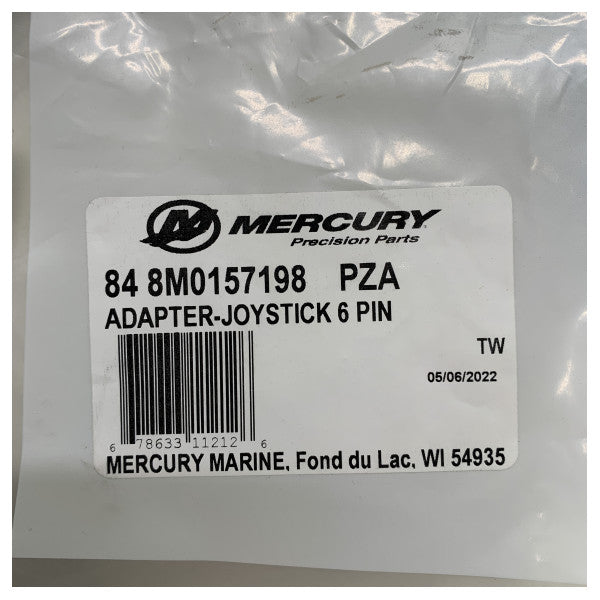 MERCURY
Precision Parts
84 8M0157198 PZA
ADAPTER-JOYSTICK 6 PIN
TW
05/06/2022
6 78633 11212 6
MERCURY MARINE, Fond du Lac, WI 54935